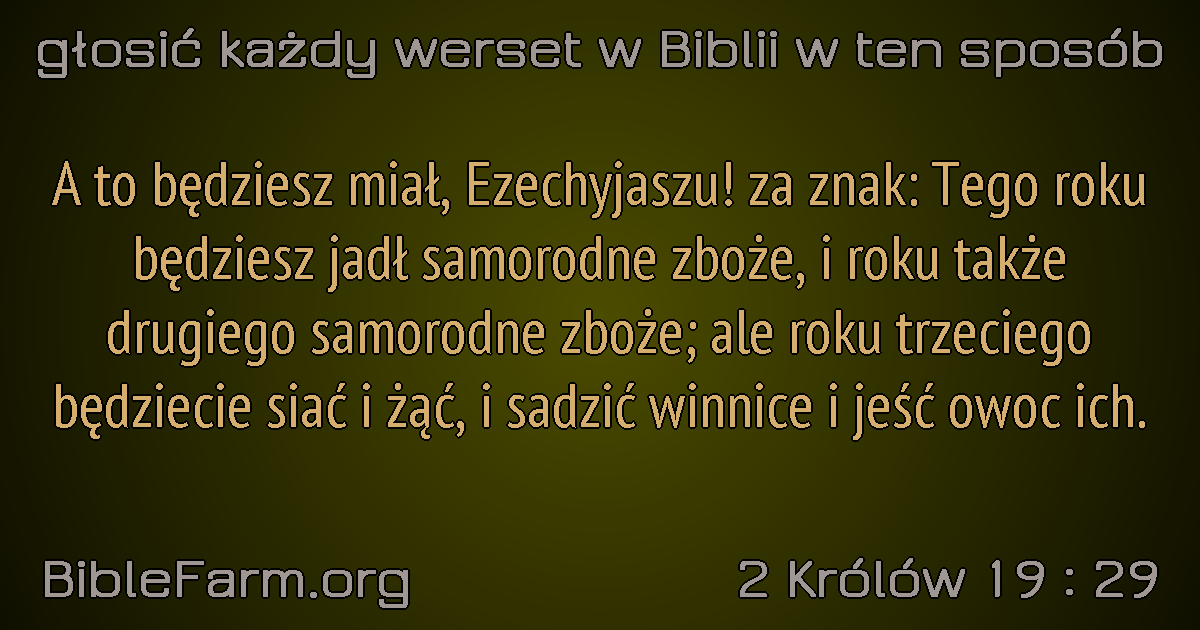 głosić każdy werset w Biblii w ten sposób
A to będziesz miał, Ezechyjaszu! za znak: Tego roku
będziesz jadł samorodne zboże, i roku także
drugiego samorodne zboże; ale roku trzeciego
będziecie siać i żąć, i sadzić winnice i jeść owoc ich.
BibleFarm.org
2 Królów 19 : 29